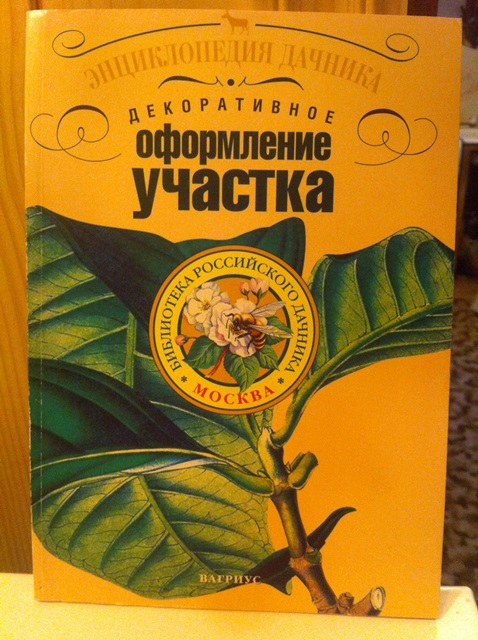 ЭНЦИКЛОПЕДИЯ ДАЧНИКА
ДЕКОРАТИВНОЕ
ОФОРМЛЕНИЕ
УЧАСТКА
БИБЛИОТЕКА РОССИЙСКОГО ДАЧНИКА
* МОСКВА *
ВАГРИУС